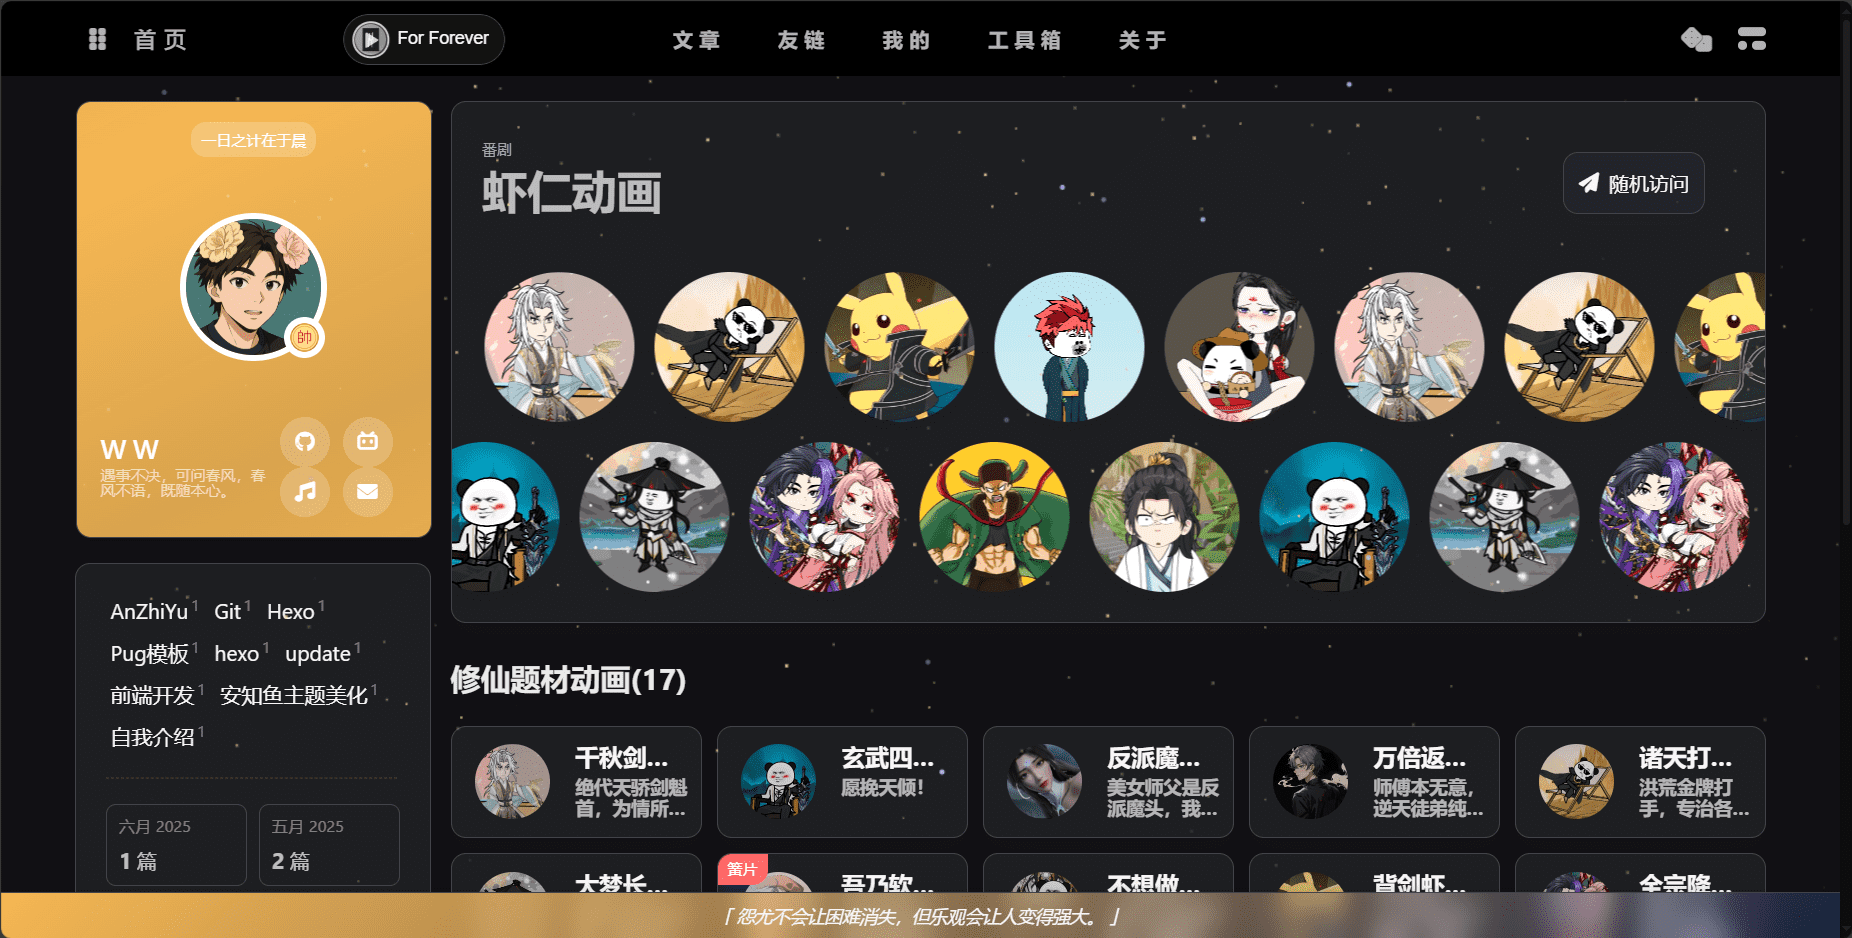 首页
For Forever
文章
友链
我的
工具箱
关于
一日之计在于晨
帥
W W
遇事不决，可问春风，春
风不语，既随本心。
AnZhiYu 1 Git 1 Hexo 1
Pug模板 1 hexo 1 update 1
前端开发 1 安知鱼主题美化 1
自我介绍 1
六月 2025
1 篇
五月 2025
2 篇
番剧
虾仁动画
随机访问
修仙题材动画(17)
千秋剑...
绝代天骄剑魁
首，为情所...
玄武四...
愿挽天倾！
反派魔...
美女师父是反
派魔头，我...
万倍返...
师傅本无意，
逆天徒弟纯...
诸天打...
洪荒金牌打
手，专治各...
大梦长...
篝片
吾乃软...
不想做...
背剑虾...
全宗隆...
「 怨尤不会让困难消失，但乐观会让人变得强大。 」